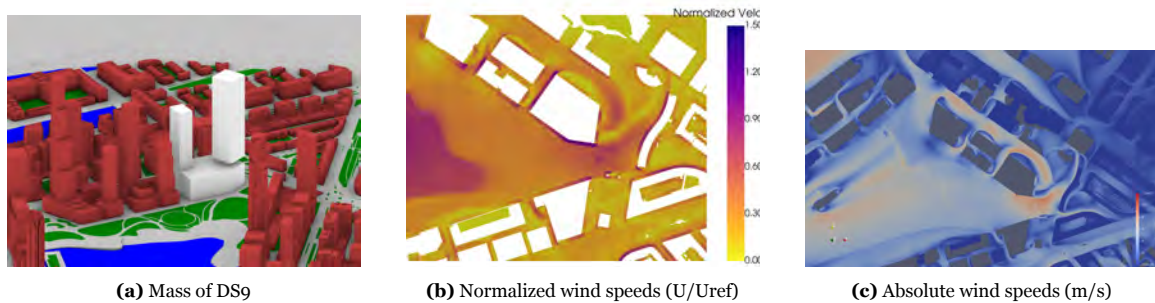 Normalized Velo
1.50
1.20
0.90
0.60
0.30
0.00
(a) Mass of DS9
(b) Normalized wind speeds (U/Uref)
(c) Absolute wind speeds (m/s)